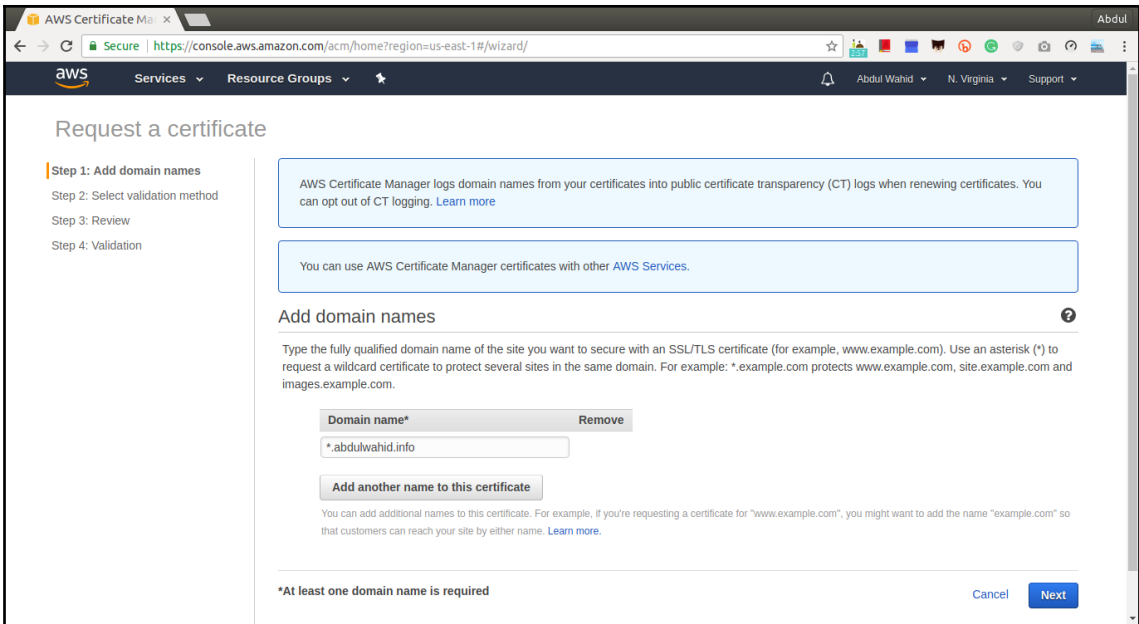 AWS Certificate Ma
Abdul
Secure https://console.aws.amazon.com/acm/home?region=us-east-1#/wizard/
2:57
aws Services Resource Groups Abdul Wahid N. Virginia Support
Request a certificate
Step 1: Add domain names
Step 2: Select validation method
Step 3: Review
Step 4: Validation
AWS Certificate Manager logs domain names from your certificates into public certificate transparency (CT) logs when renewing certificates. You
can opt out of CT logging. Learn more
You can use AWS Certificate Manager certificates with other AWS Services.
Add domain names
Type the fully qualified domain name of the site you want to secure with an SSL/TLS certificate (for example, www.example.com). Use an asterisk (*) to
request a wildcard certificate to protect several sites in the same domain. For example: *.example.com protects www.example.com, site.example.com and
images.example.com.
Domain name* Remove
*.abdulwahid.info
Add another name to this certificate
You can add additional names to this certificate. For example, if you're requesting a certificate for "www.example.com", you might want to add the name "example.com" so
that customers can reach your site by either name. Learn more.
*At least one domain name is required
Cancel Next